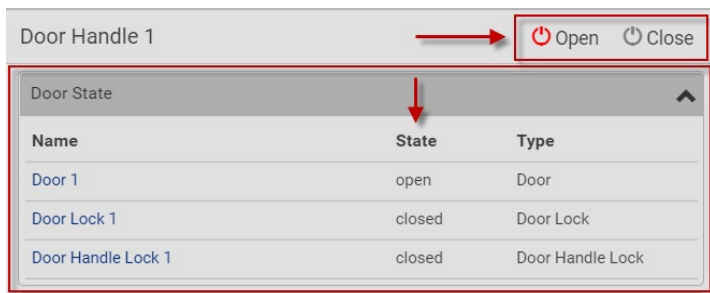 Door Handle 1 Open Close
Door State
Name State Type
Door 1 open Door
Door Lock 1 closed Door Lock
Door Handle Lock 1 closed Door Handle Lock